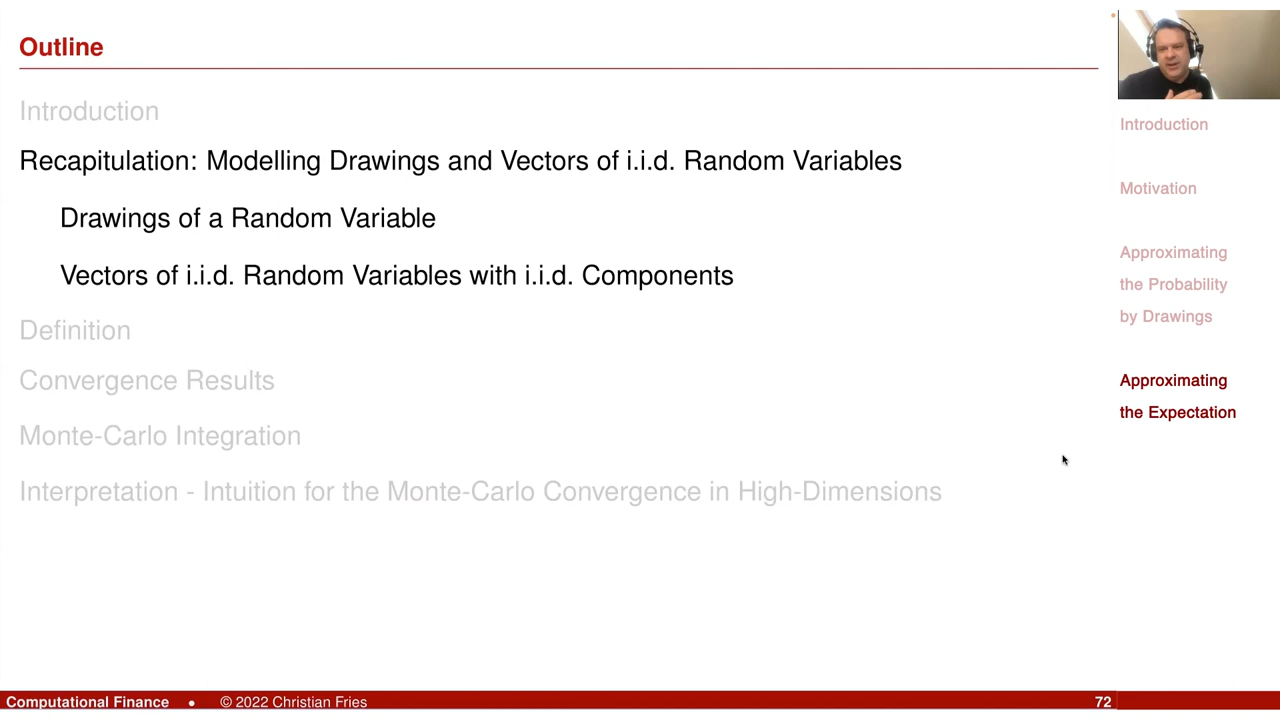 Outline
Introduction
Recapitulation: Modelling Drawings and Vectors of i.i.d. Random Variables
Drawings of a Random Variable
Vectors of i.i.d. Random Variables with i.i.d. Components
Definition
Convergence Results
Monte-Carlo Integration
Interpretation - Intuition for the Monte-Carlo Convergence in High-Dimensions
Introduction
Motivation
Approximating
the Probability
by Drawings
Approximating
the Expectation
Computational Finance • © 2022 Christian Fries 72